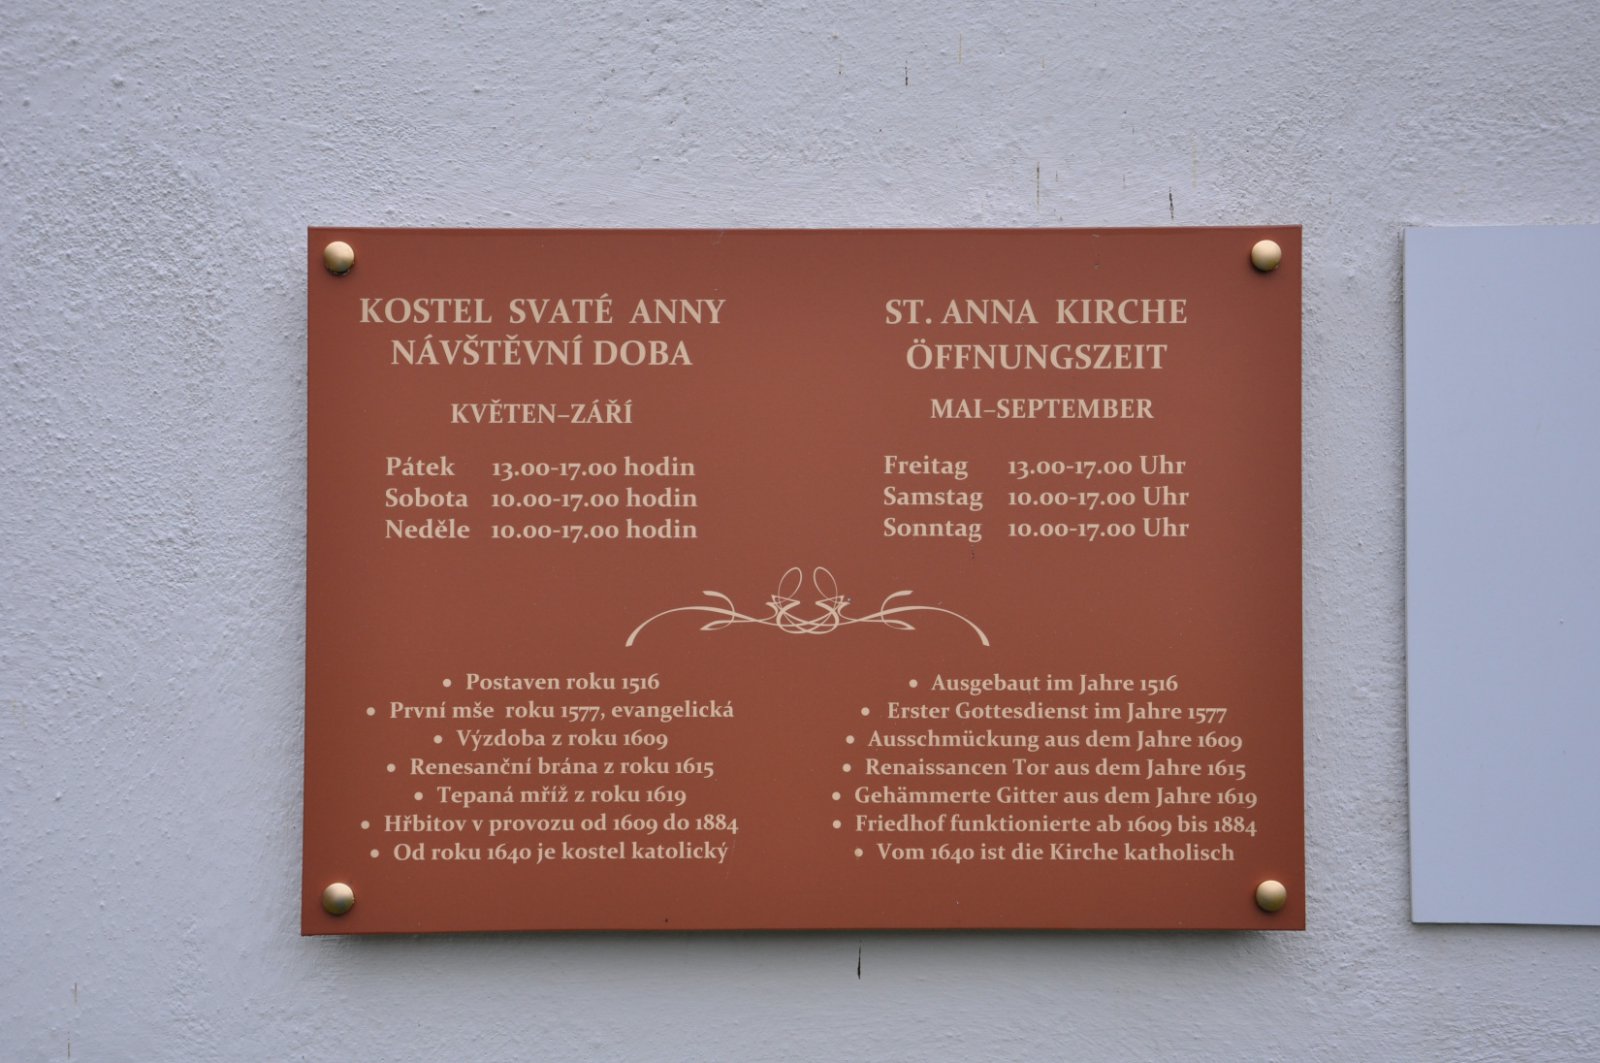 KOSTEL SVATÉ ANNY
NÁVŠTĚVNÍ DOBA
KVĚTEN–ZÁŘÍ
Pátek 13.00-17.00 hodin
Sobota 10.00-17.00 hodin
Neděle 10.00-17.00 hodin
• Postaven roku 1516
• První mše roku 1577, evangelická
• Výzdoba z roku 1609
• Renesanční brána z roku 1615
• Tepaná mříž z roku 1619
• Hřbitov v provozu od 1609 do 1884
• Od roku 1640 je kostel katolický
ST. ANNA KIRCHE
ÖFFNUNGSZEIT
MAI–SEPTEMBER
Freitag 13.00-17.00 Uhr
Samstag 10.00-17.00 Uhr
Sonntag 10.00-17.00 Uhr
• Ausgebaut im Jahre 1516
• Erster Gottesdienst im Jahre 1577
• Ausschmückung aus dem Jahre 1609
• Renaissancen Tor aus dem Jahre 1615
• Gehämmerte Gitter aus dem Jahre 1619
• Friedhof funktionierte ab 1609 bis 1884
• Vom 1640 ist die Kirche katholisch